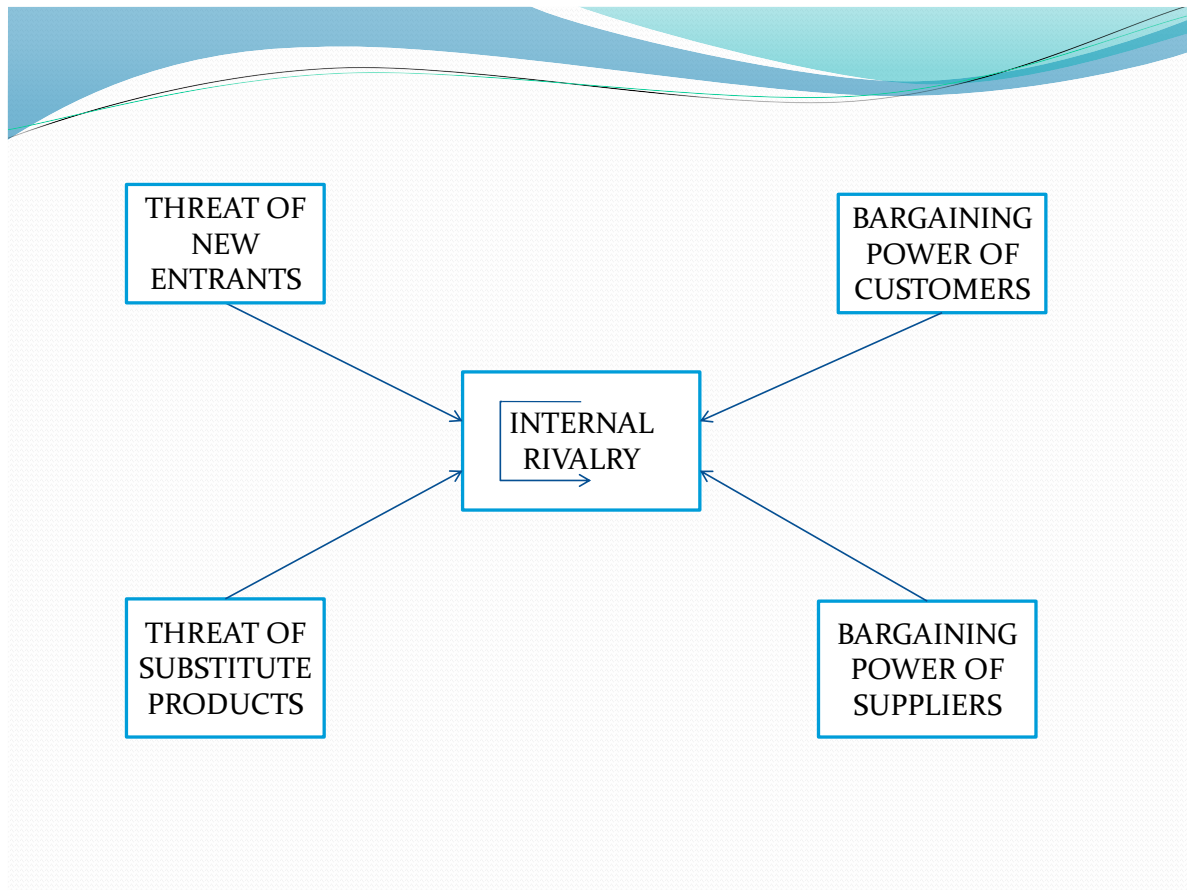 THREAT OF
NEW
ENTRANTS
BARGAINING
POWER OF
CUSTOMERS
INTERNAL
RIVALRY
THREAT OF
SUBSTITUTE
PRODUCTS
BARGAINING
POWER OF
SUPPLIERS